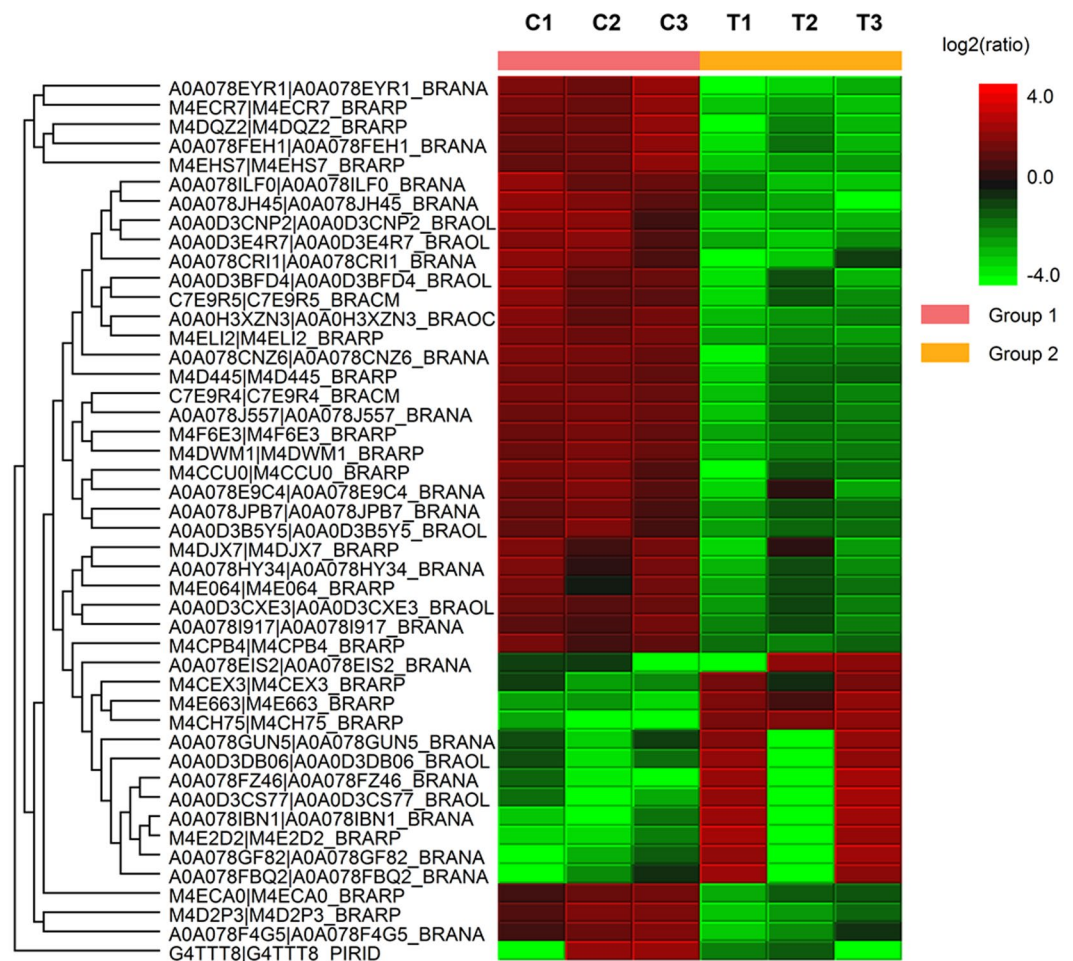 C1 C2 C3 T1 T2 T3
log2(ratio)
4.0
0.0
-4.0
Group 1
Group 2
A0A078EYR1|A0A078EYR1_BRANA
M4ECR7|M4ECR7_BRARP
M4DQZ2|M4DQZ2_BRARP
A0A078FEH1|A0A078FEH1_BRANA
M4EHS7|M4EHS7_BRARP
A0A078ILF0|A0A078ILF0_BRANA
A0A078JH45|A0A078JH45_BRANA
A0A0D3CNP2|A0A0D3CNP2_BRAOL
A0A0D3E4R7|A0A0D3E4R7_BRAOL
A0A078CRI1|A0A078CRI1_BRANA
A0A0D3BFD4|A0A0D3BFD4_BRAOL
C7E9R5|C7E9R5_BRACM
A0A0H3XZN3|A0A0H3XZN3_BRAOC
M4ELI2|M4ELI2_BRARP
A0A078CNZ6|A0A078CNZ6_BRANA
M4D445|M4D445_BRARP
C7E9R4|C7E9R4_BRACM
A0A078J557|A0A078J557_BRANA
M4F6E3|M4F6E3_BRARP
M4DWM1|M4DWM1_BRARP
M4CCU0|M4CCU0_BRARP
A0A078E9C4|A0A078E9C4_BRANA
A0A078JPB7|A0A078JPB7_BRANA
A0A0D3B5Y5|A0A0D3B5Y5_BRAOL
M4DJX7|M4DJX7_BRARP
A0A078HY34|A0A078HY34_BRANA
M4E064|M4E064_BRARP
A0A0D3CXE3|A0A0D3CXE3_BRAOL
A0A078I917|A0A078I917_BRANA
M4CPB4|M4CPB4_BRARP
A0A078EIS2|A0A078EIS2_BRANA
M4CEX3|M4CEX3_BRARP
M4E663|M4E663_BRARP
M4CH75|M4CH75_BRARP
A0A078GUN5|A0A078GUN5_BRANA
A0A0D3DB06|A0A0D3DB06_BRAOL
A0A078FZ46|A0A078FZ46_BRANA
A0A0D3CS77|A0A0D3CS77_BRAOL
A0A078IBN1|A0A078IBN1_BRANA
M4E2D2|M4E2D2_BRARP
A0A078GF82|A0A078GF82_BRANA
A0A078FBQ2|A0A078FBQ2_BRANA
M4ECA0|M4ECA0_BRARP
M4D2P3|M4D2P3_BRARP
A0A078F4G5|A0A078F4G5_BRANA
G4TTT8|G4TTT8_PIRID